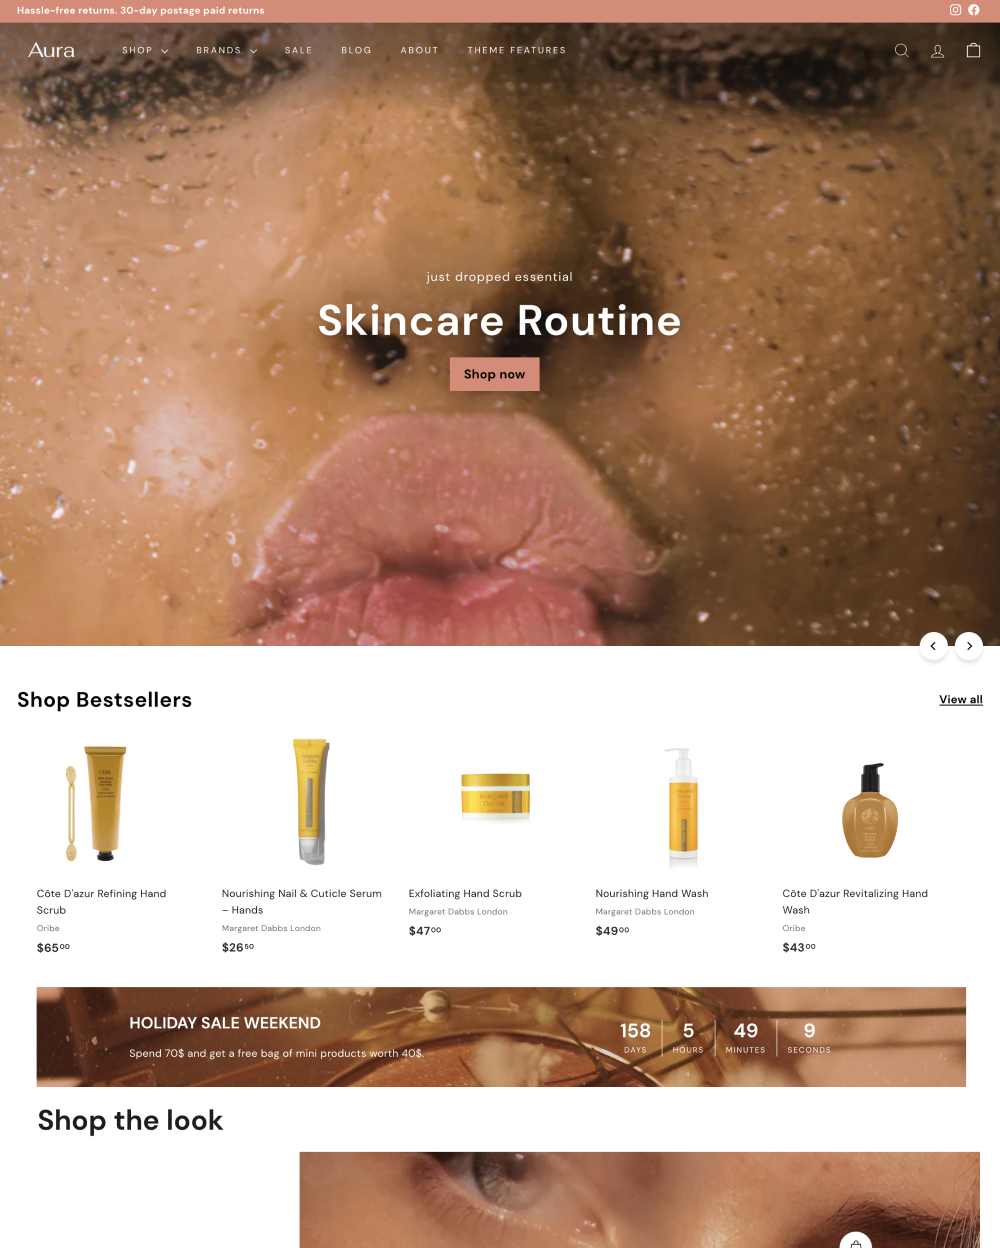 Hassle-free returns. 30-day postage paid returns
Aura
SHOP
BRANDS
SALE
BLOG
ABOUT
THEME FEATURES
just dropped essential
Skincare Routine
Shop now
Shop Bestsellers
View all
Côte D'azur Refining Hand
Scrub
Oribe
$65 00
Nourishing Nail & Cuticle Serum
– Hands
Margaret Dabbs London
$26 50
Exfoliating Hand Scrub
Margaret Dabbs London
$47 00
Nourishing Hand Wash
Margaret Dabbs London
$49 00
Côte D'azur Revitalizing Hand
Wash
Oribe
$43 00
HOLIDAY SALE WEEKEND
Spend 70$ and get a free bag of mini products worth 40$.
158 5 49 9
DAYS HOURS MINUTES SECONDS
Shop the look